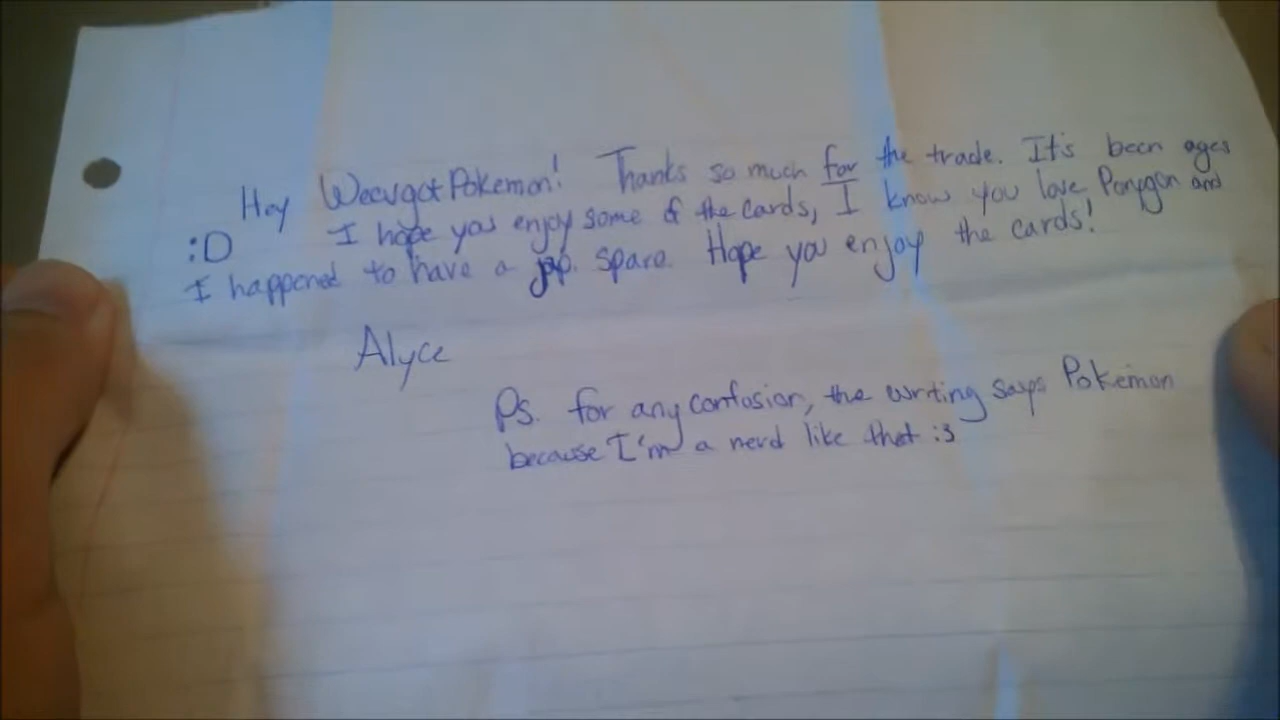 Hey WeevgotPokemon! Thanks so much for the trade. It's been ages
:D I hope you enjoy some of the cards, I know you love Porygon and
I happened to have a jap. spare. Hope you enjoy the cards!
Alyce
Ps. for any confusion, the writing says Pokemon
because I'm a nerd like that :3